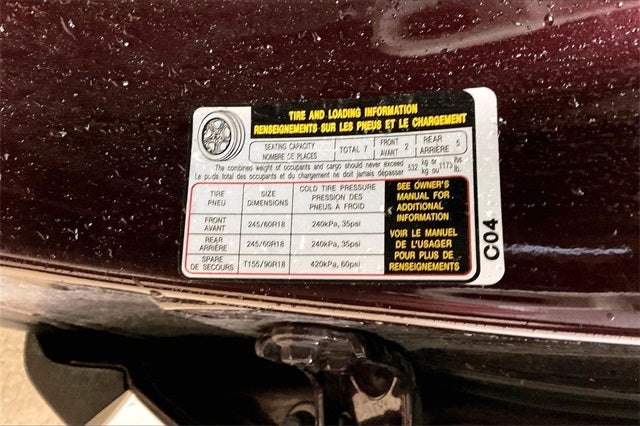 TIRE AND LOADING INFORMATION
RENSEIGNEMENTS SUR LES PNEUS ET LE CHARGEMENT
SEATING CAPACITY
NOMBRE DE PLACES
TOTAL 7
FRONT
AVANT 2
REAR
ARRIÈRE 5
The combined weight of occupants and cargo should never exceed 532 kg or 1173 lbs.
Le poids total des occupants et du chargement ne doit jamais dépasser kg ou lb.
TIRE
PNEU
SIZE
DIMENSIONS
COLD TIRE PRESSURE
PRESSION DES
PNEUS À FROID
FRONT
AVANT
245/60R18
240kPa, 35psi
REAR
ARRIÈRE
245/60R18
240kPa, 35psi
SPARE
DE SECOURS
T155/90R18
420kPa, 60psi
SEE OWNER'S
MANUAL FOR
ADDITIONAL
INFORMATION
VOIR LE MANUEL
DE L'USAGER
POUR PLUS DE
RENSEIGNEMENTS
C04